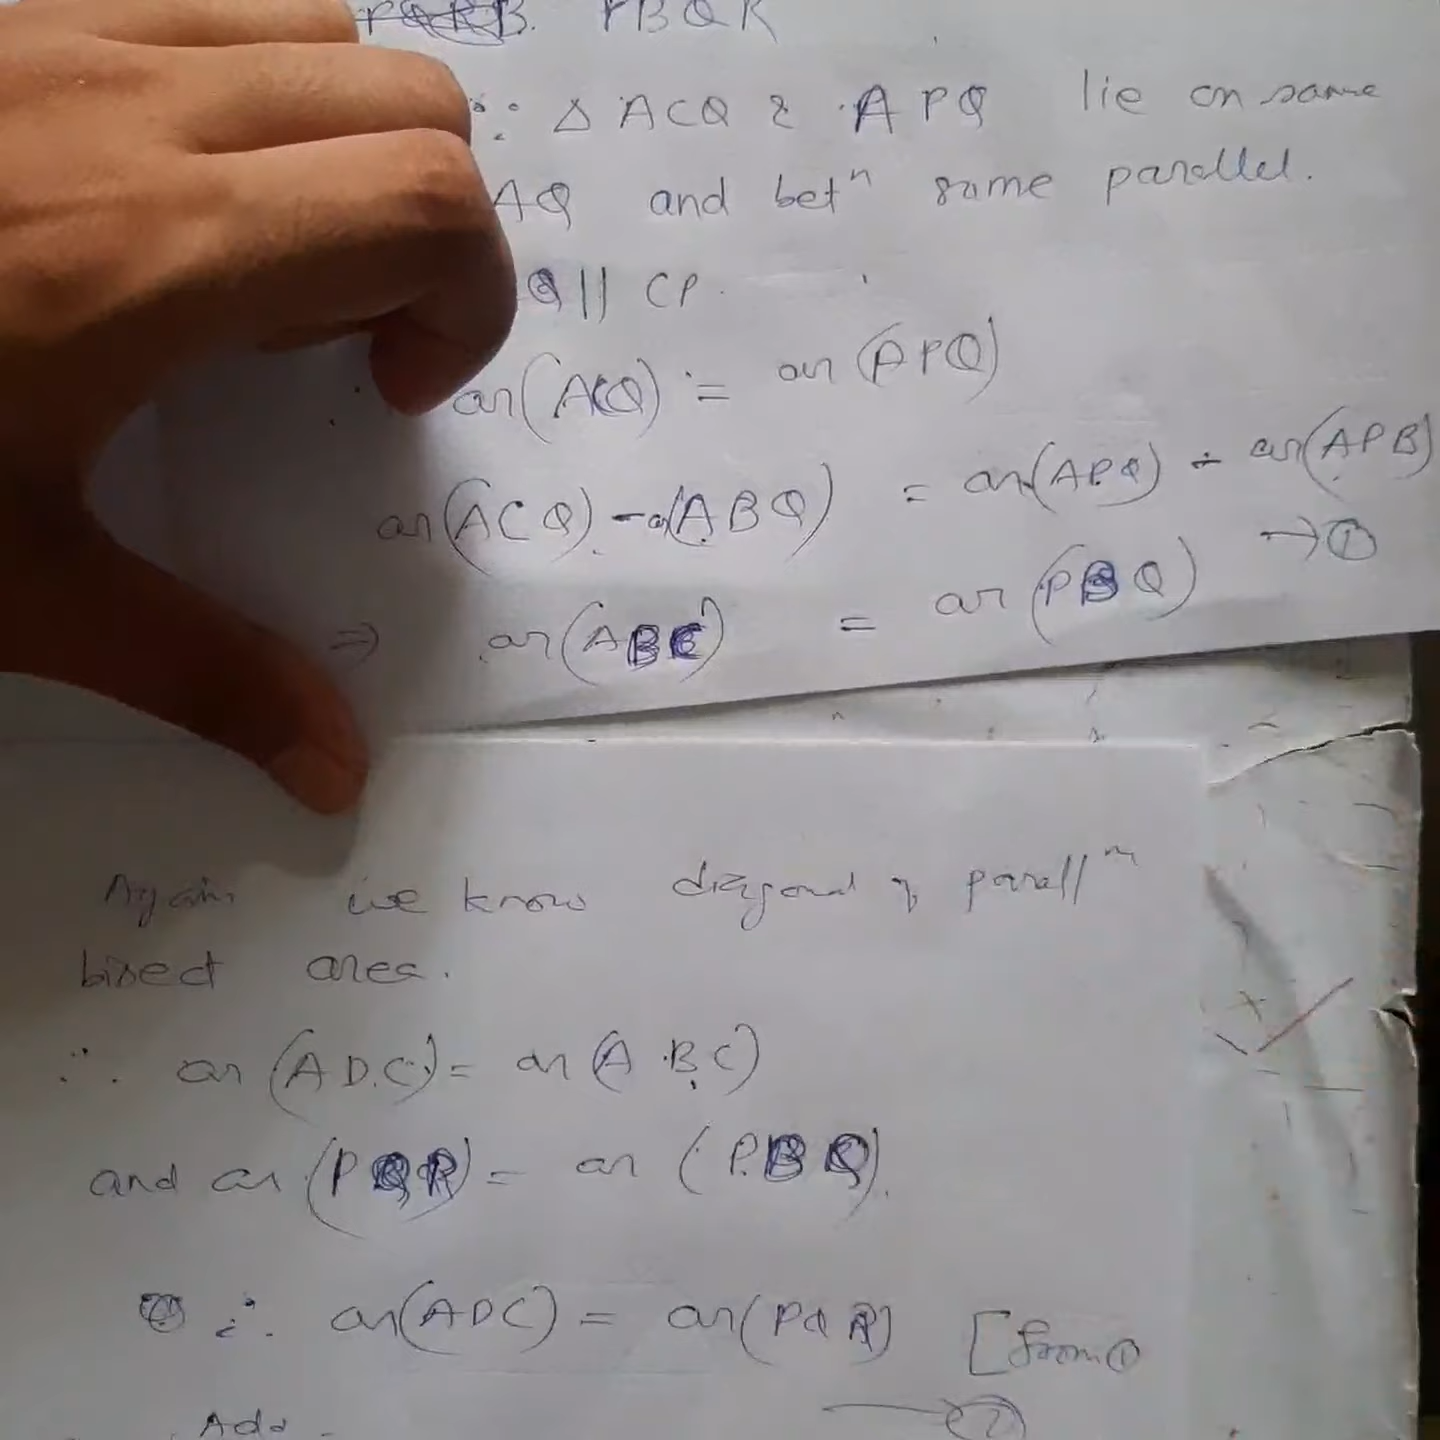 PBQR
∵ Δ ACQ & APQ lie on same
AQ and betⁿ same parallel.
Q || CP.
ar(ACQ) = ar(APQ)
ar(ACQ) - ar(ABQ) = ar(APQ) - ar(APB)
→①
⇒ ar(ABC) = ar(PBQ)
Again we know diagonal of parallᵐ
bisect area.
∴ ar(ADC) = ar(ABC)
and ar(PQR) = ar(PBQ).
∴ ar(ADC) = ar(PQR) [from ①
→②
Add